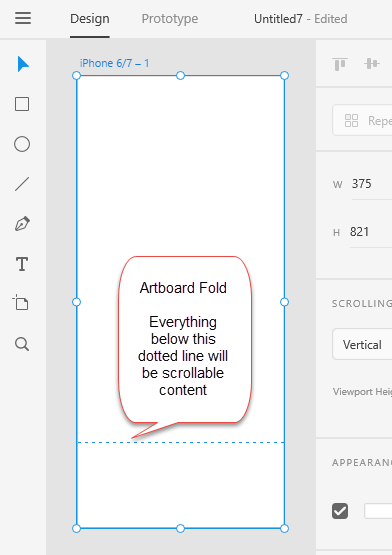 Design Prototype Untitled7 - Edited
iPhone 6/7 – 1
Repe
W 375
H 821
SCROLLING
Vertical
Viewport Heig
APPEARANC
Artboard Fold
Everything
below this
dotted line will
be scrollable
content
T